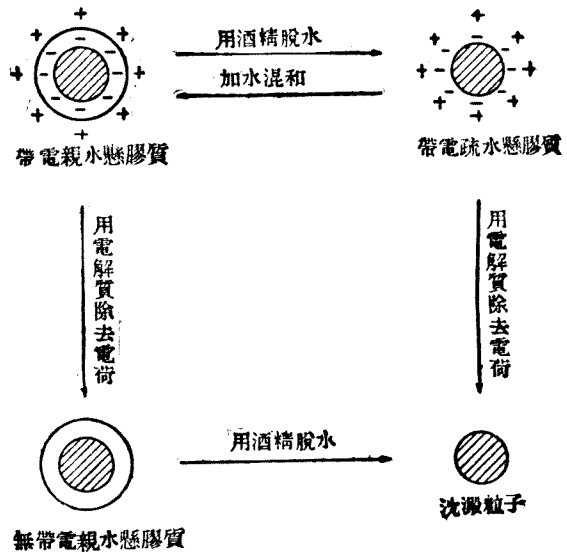 用酒精脫水
加水混和
帶電親水懸膠質
帶電疏水懸膠質
用電解質除去電荷
用電解質除去電荷
用酒精脫水
無帶電親水懸膠質
沈澱粒子